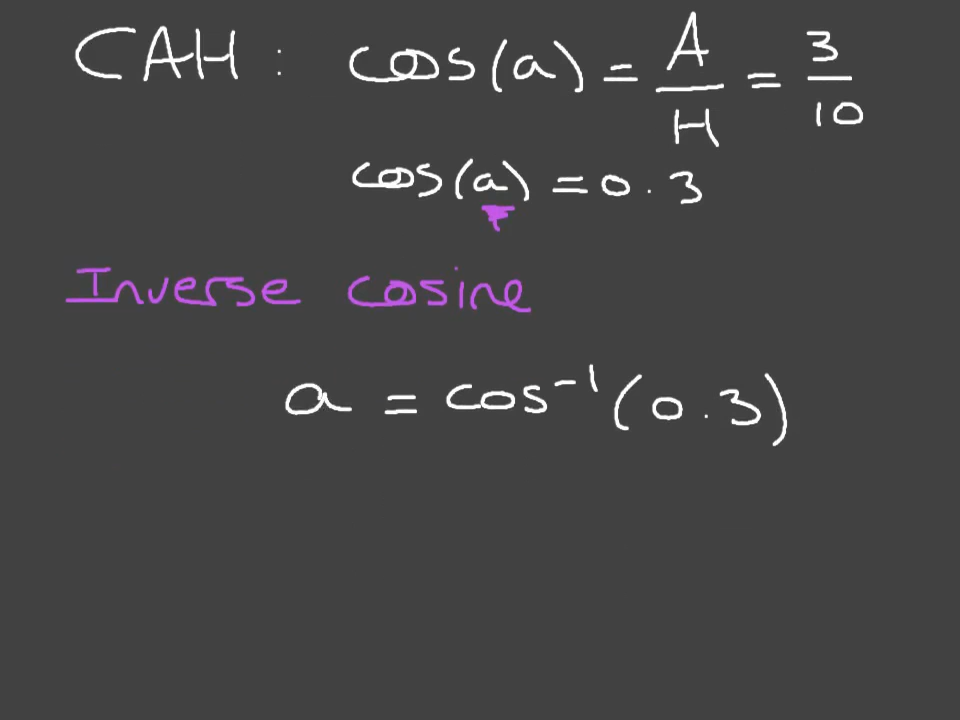 CAH : cos(a) = A/H = 3/10
cos(a) = 0.3
Inverse cosine
a = cos⁻¹(0.3)